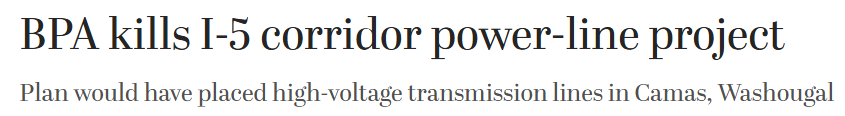 BPA kills I-5 corridor power-line project
Plan would have placed high-voltage transmission lines in Camas, Washougal